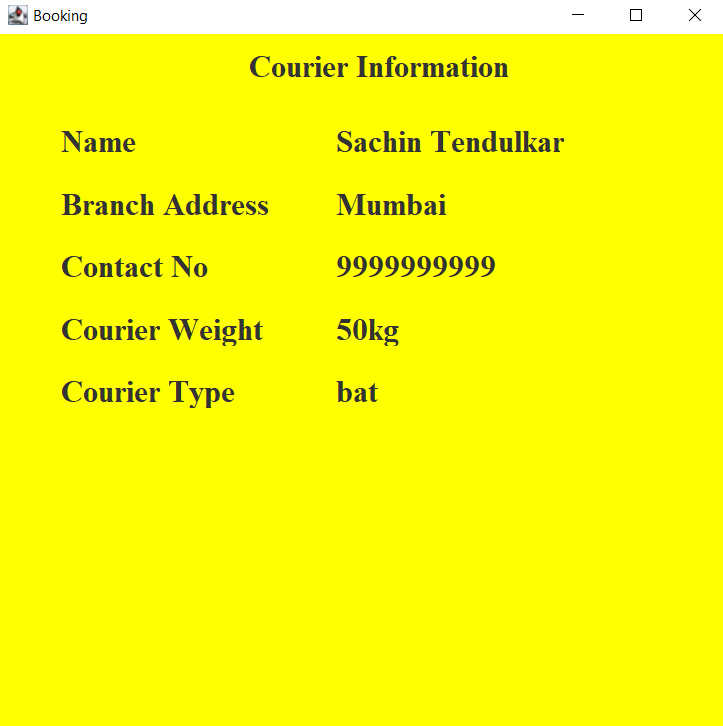 Booking
Courier Information
Name Sachin Tendulkar
Branch Address Mumbai
Contact No 9999999999
Courier Weight 50kg
Courier Type bat